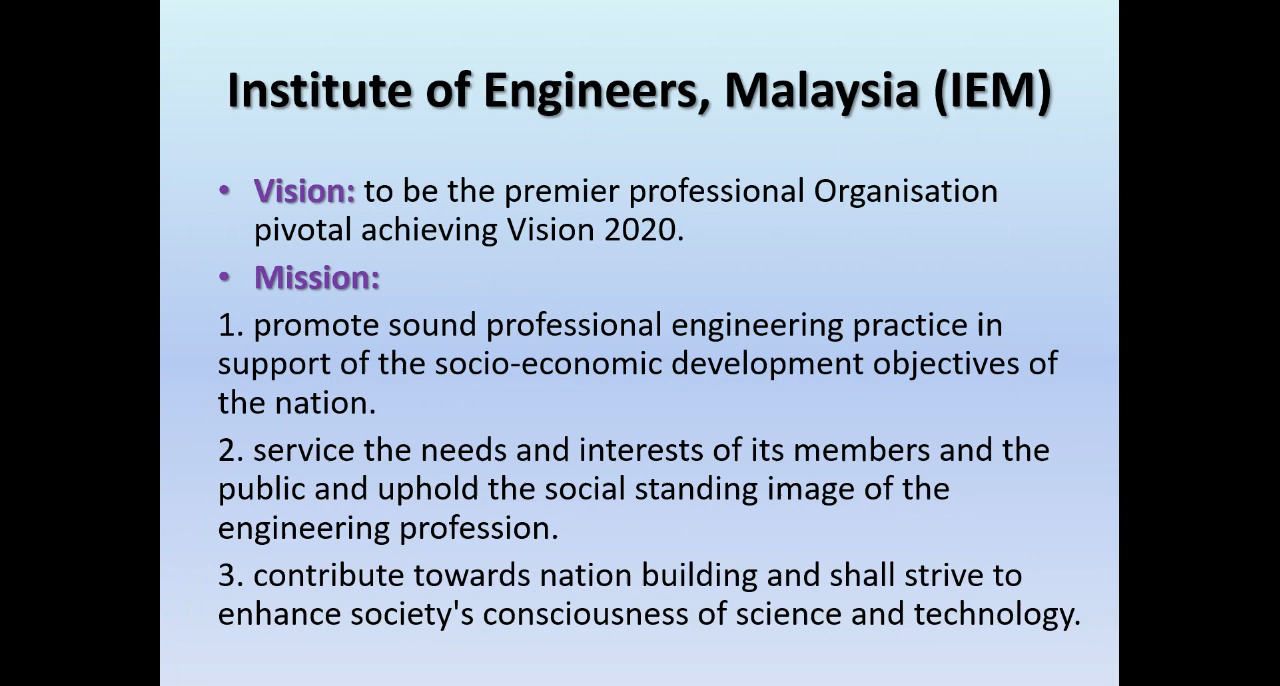 Institute of Engineers, Malaysia (IEM)
• Vision: to be the premier professional Organisation
pivotal achieving Vision 2020.
• Mission:
1. promote sound professional engineering practice in
support of the socio-economic development objectives of
the nation.
2. service the needs and interests of its members and the
public and uphold the social standing image of the
engineering profession.
3. contribute towards nation building and shall strive to
enhance society's consciousness of science and technology.